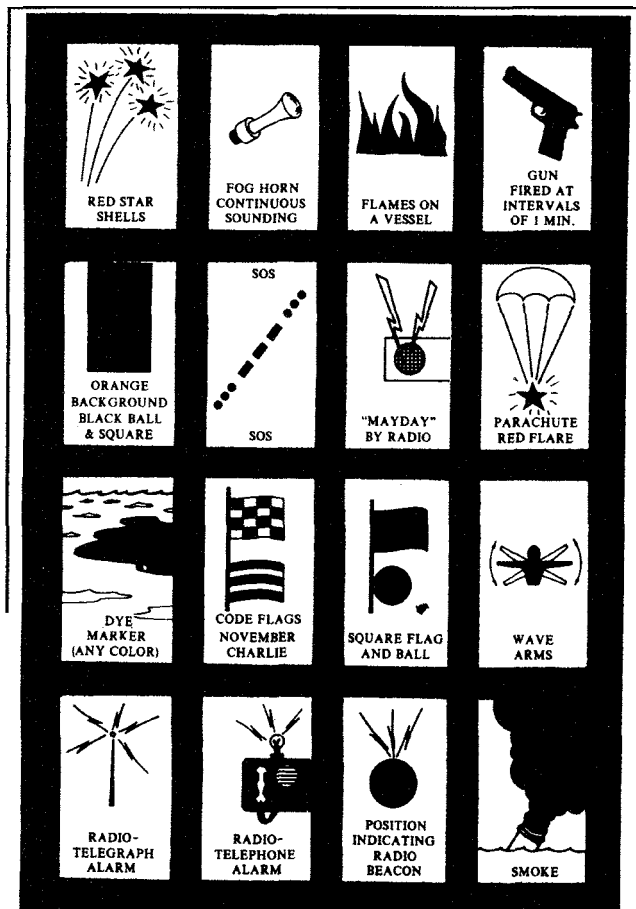 RED STAR
SHELLS
FOG HORN
CONTINUOUS
SOUNDING
FLAMES ON
A VESSEL
GUN
FIRED AT
INTERVALS
OF 1 MIN.
ORANGE
BACKGROUND
BLACK BALL
& SQUARE
SOS
SOS
"MAYDAY"
BY RADIO
PARACHUTE
RED FLARE
DYE
MARKER
(ANY COLOR)
CODE FLAGS
NOVEMBER
CHARLIE
SQUARE FLAG
AND BALL
WAVE
ARMS
RADIO-
TELEGRAPH
ALARM
RADIO-
TELEPHONE
ALARM
POSITION
INDICATING
RADIO
BEACON
SMOKE